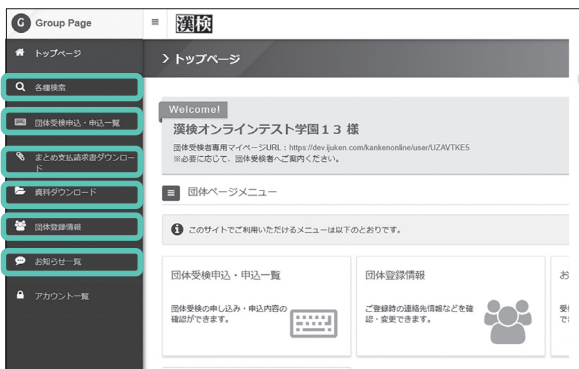 G Group Page
漢検
トップページ
> トップページ
各種検索
団体受検申込・申込一覧
まとめ支払請求書ダウンロー
ド
資料ダウンロード
団体登録情報
お知らせ一覧
アカウント一覧
Welcome!
漢検オンラインテスト学園13 様
団体受検者専用マイページURL：https://dev.ijuken.com/kankenonline/user/UZAVTKE5
※必要に応じて、団体受検者へご案内ください。
団体ページメニュー
このサイトでご利用いただけるメニューは以下のとおりです。
団体受検申込・申込一覧
団体受検の申し込み・申込内容の
確認ができます。
団体登録情報
ご登録時の連絡先情報などを確
認・変更できます。
お
受
で